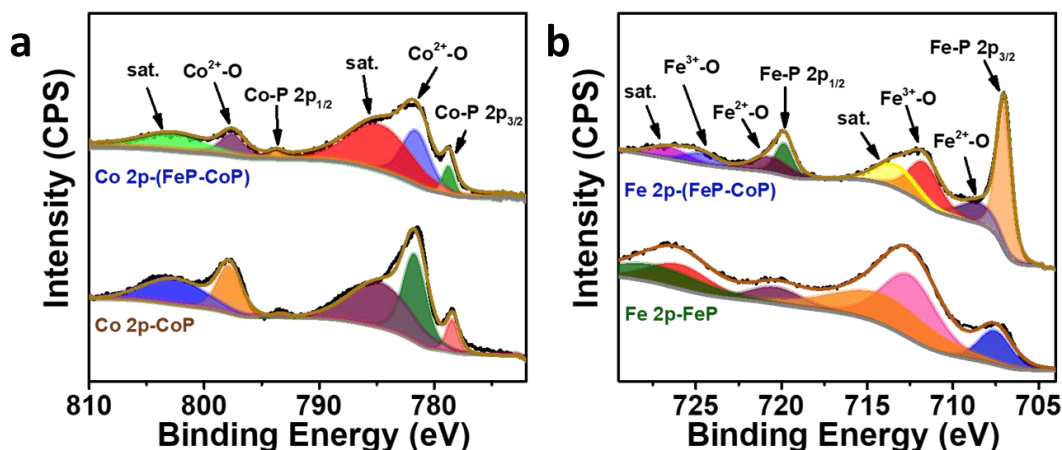 a
Intensity (CPS)
sat.
Co²⁺-O
Co-P 2p₁/₂
sat.
Co²⁺-O
Co-P 2p₃/₂
Co 2p-(FeP-CoP)
Co 2p-CoP
810 800 790 780
Binding Energy (eV)
b
Intensity (CPS)
sat.
Fe³⁺-O
Fe²⁺-O
Fe-P 2p₁/₂
sat.
Fe³⁺-O
Fe²⁺-O
Fe-P 2p₃/₂
Fe 2p-(FeP-CoP)
Fe 2p-FeP
725 720 715 710 705
Binding Energy (eV)